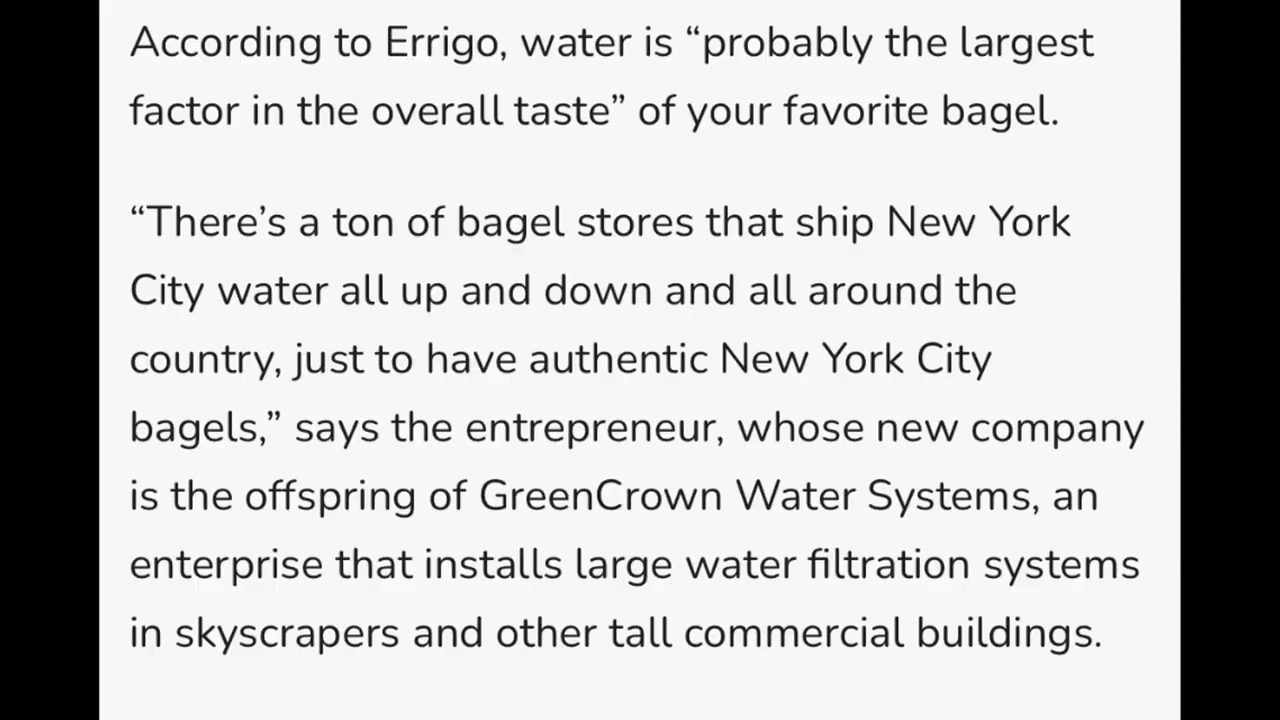 According to Errigo, water is “probably the largest
factor in the overall taste” of your favorite bagel.
“There’s a ton of bagel stores that ship New York
City water all up and down and all around the
country, just to have authentic New York City
bagels,” says the entrepreneur, whose new company
is the offspring of GreenCrown Water Systems, an
enterprise that installs large water filtration systems
in skyscrapers and other tall commercial buildings.